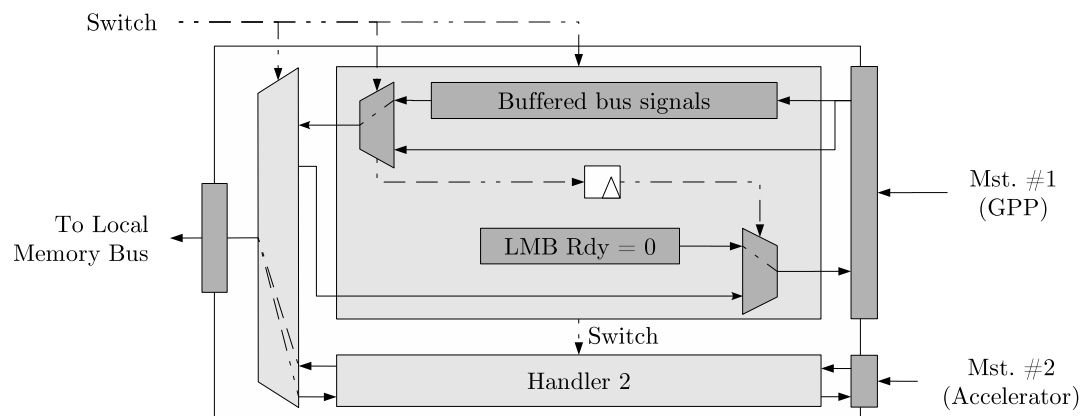 Switch
Buffered bus signals
Mst. #1
(GPP)
To Local
Memory Bus
LMB Rdy = 0
Switch
Handler 2
Mst. #2
(Accelerator)